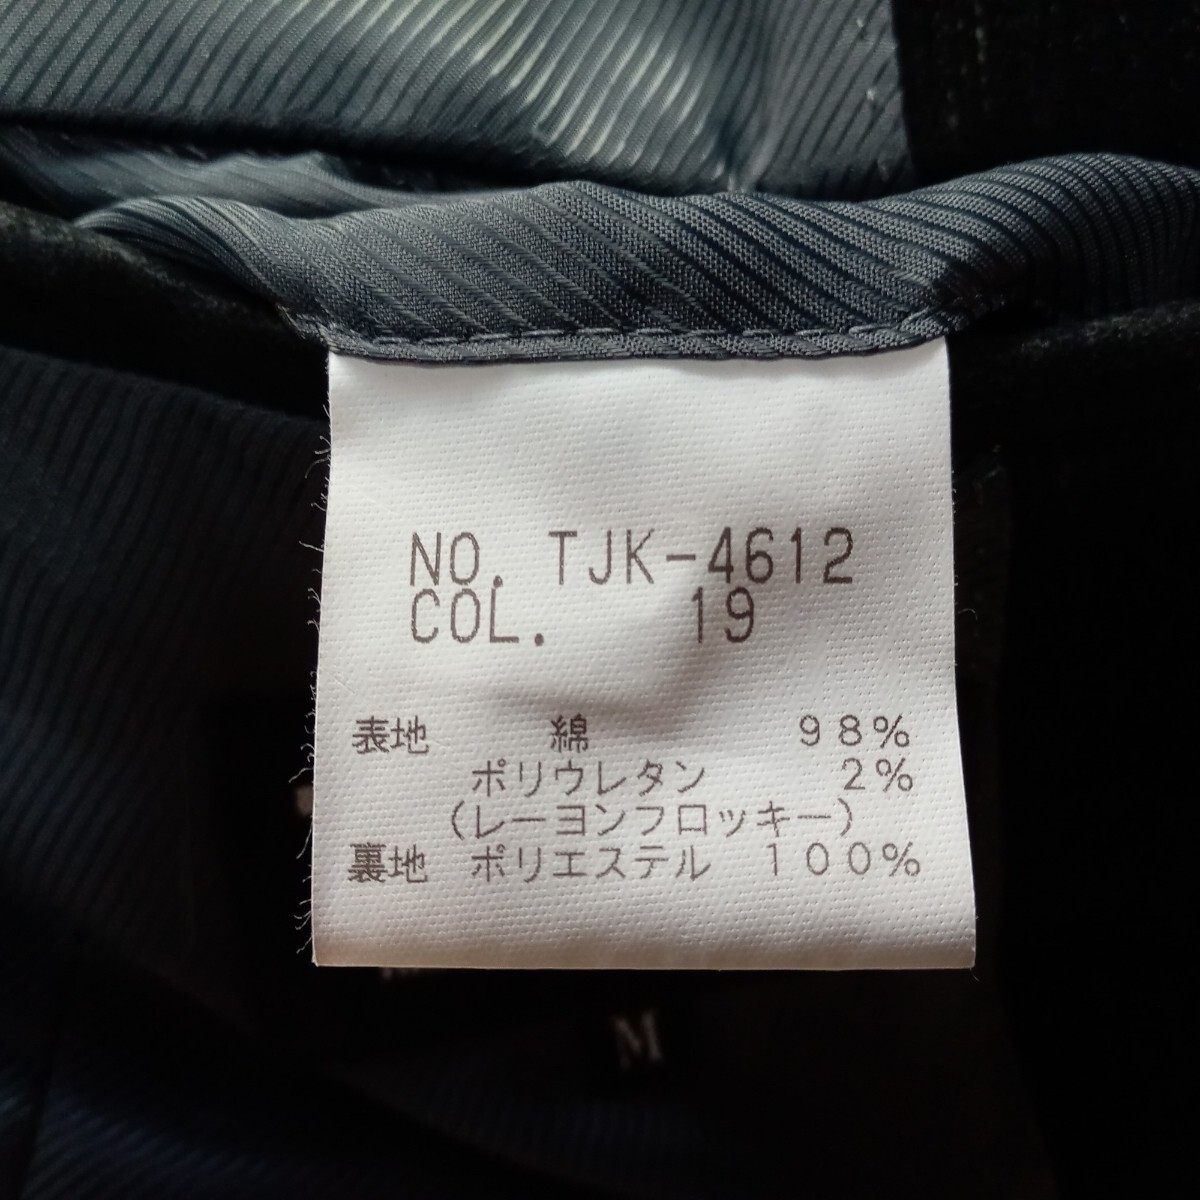 NO. TJK-4612
COL. 19
表地 綿 98%
ポリウレタン 2%
(レーヨンフロッキー)
裏地 ポリエステル 100%
M